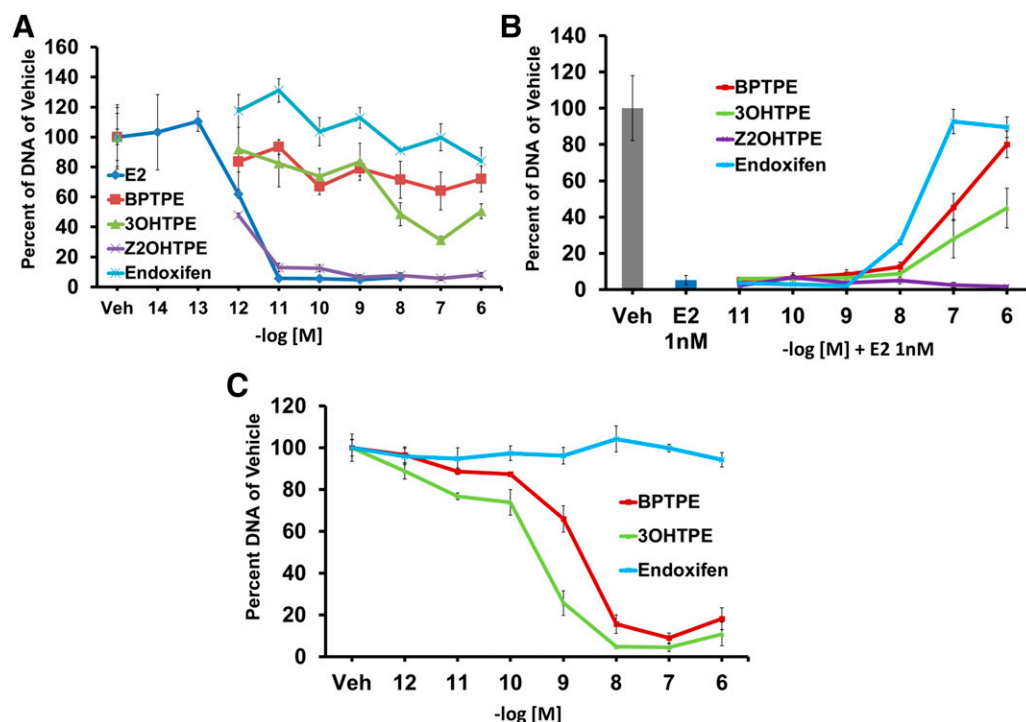 A
Percent of DNA of Vehicle
160
140
120
100
80
60
40
20
0
E2
BPTPE
3OHTPE
Z2OHTPE
Endoxifen
Veh 14 13 12 11 10 9 8 7 6
-log [M]
B
Percent of DNA of Vehicle
140
120
100
80
60
40
20
0
BPTPE
3OHTPE
Z2OHTPE
Endoxifen
Veh E2 11 10 9 8 7 6
1nM
-log [M] + E2 1nM
C
Percent DNA of Vehicle
120
100
80
60
40
20
0
BPTPE
3OHTPE
Endoxifen
Veh 12 11 10 9 8 7 6
-log [M]